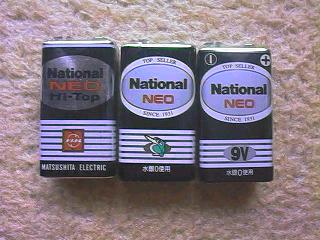 National
NEO
Hi-Top
MATSUSHITA ELECTRIC
TOP SELLER
National
NEO
SINCE 1931
水銀0使用
TOP SELLER
National
NEO
SINCE 1931
9V
水銀0使用